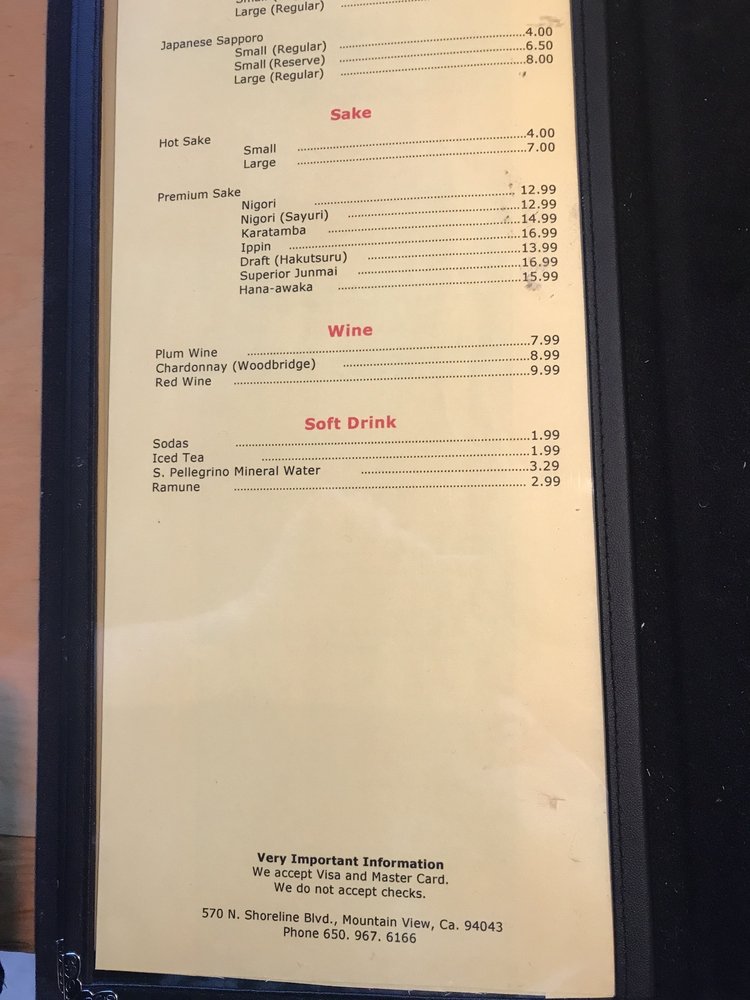 Large (Regular)
Japanese Sapporo
Small (Regular) 4.00
Small (Reserve) 6.50
Large (Regular) 8.00
Sake
Hot Sake
Small 4.00
Large 7.00
Premium Sake
Nigori 12.99
Nigori (Sayuri) 12.99
Karatamba 14.99
Ippin 16.99
Draft (Hakutsuru) 13.99
Superior Junmai 16.99
Hana-awaka 15.99
Wine
Plum Wine 7.99
Chardonnay (Woodbridge) 8.99
Red Wine 9.99
Soft Drink
Sodas 1.99
Iced Tea 1.99
S. Pellegrino Mineral Water 3.29
Ramune 2.99
Very Important Information
We accept Visa and Master Card.
We do not accept checks.
570 N. Shoreline Blvd., Mountain View, Ca. 94043
Phone 650. 967. 6166